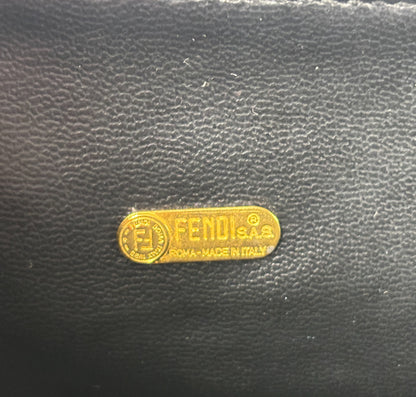 FENDI® S.A.S.
ROMA - MADE IN ITALY